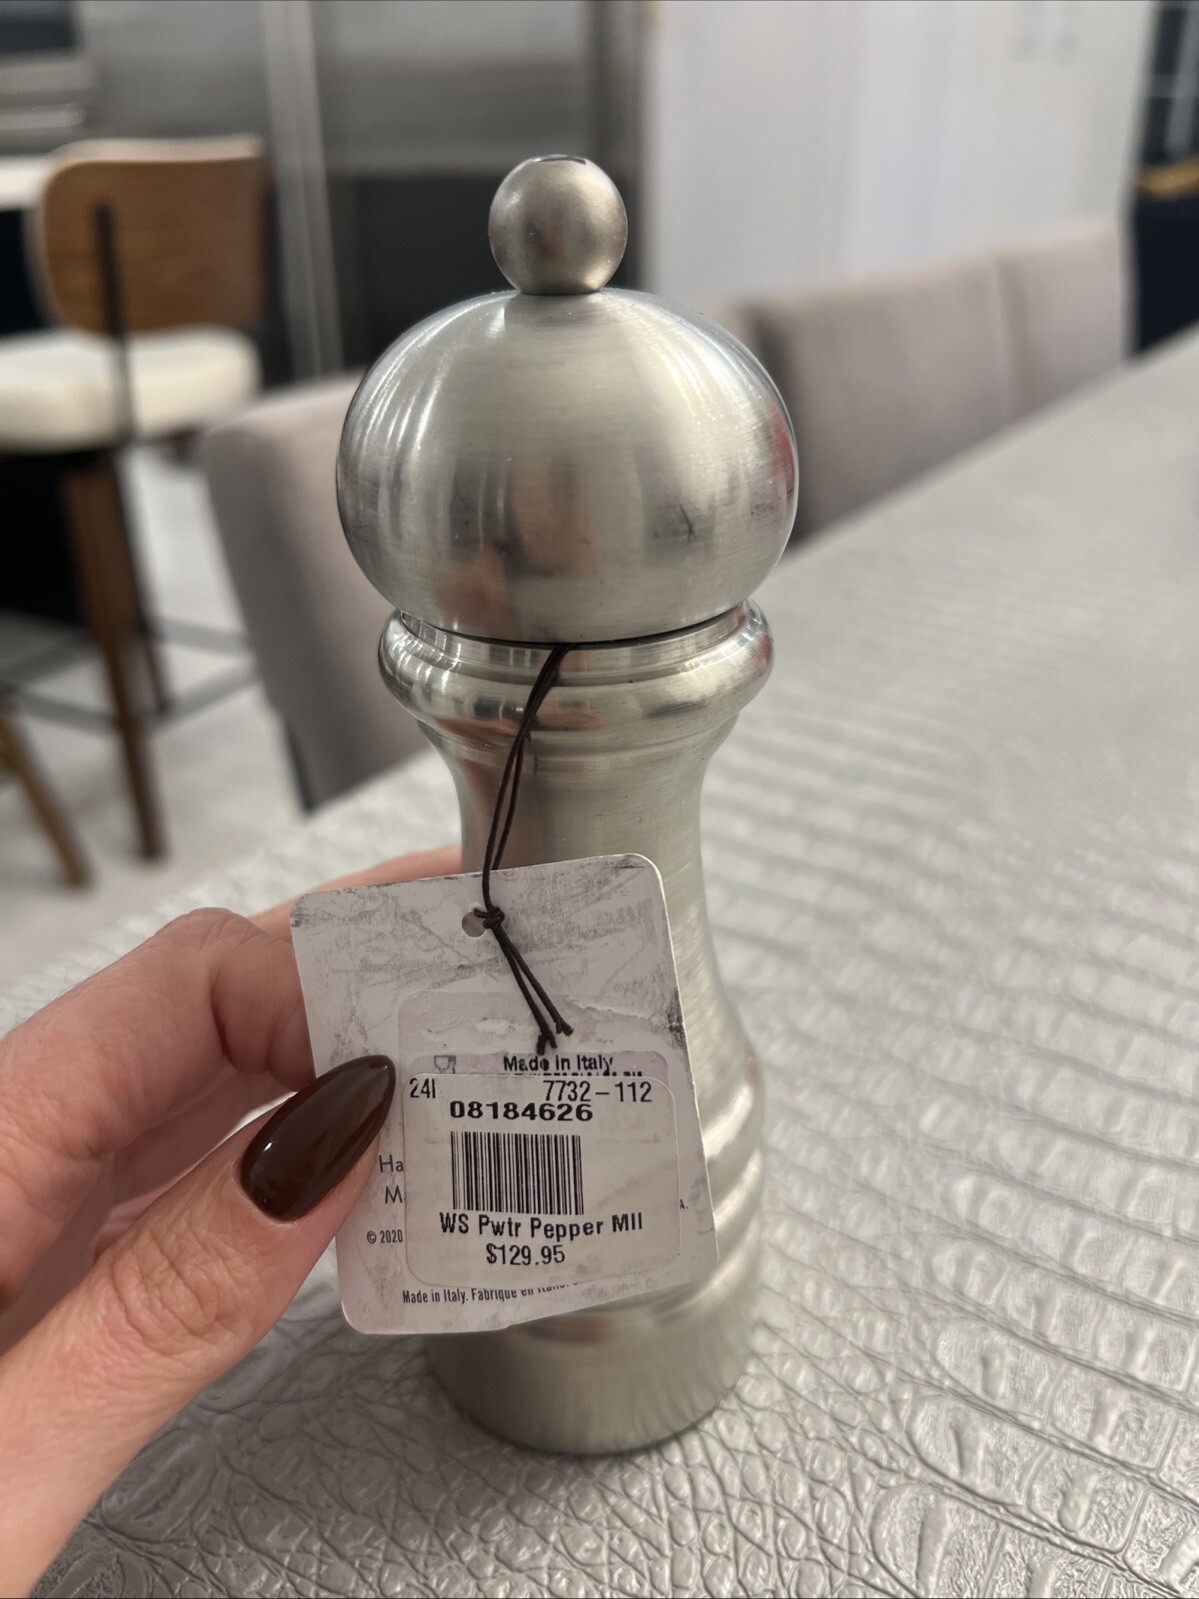 Made in Italy
24I 7732-112
08184626
Ha
M
A.
WS Pwtr Pepper Mll
© 2020
$129.95
Made in Italy. Fabriqué en